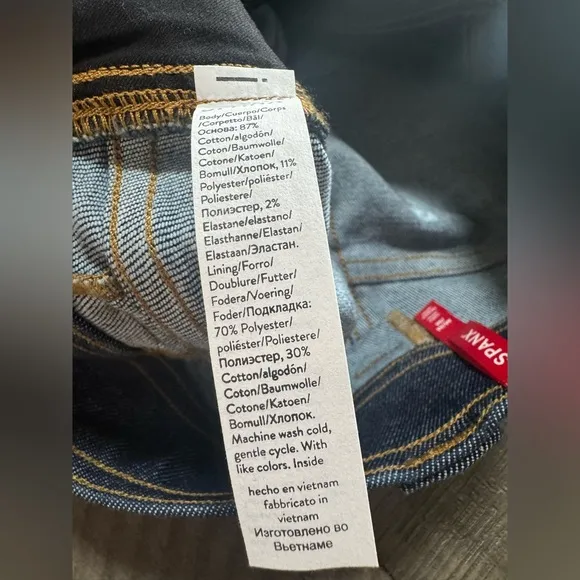 Body/Cuerpo/Corps
/Corpetto/Bál/
Основа: 87%
Cotton/algodón/
Coton/Baumwolle/
Cotone/Katoen/
Bomull/Хлопок, 11%
Polyester/poliéster/
Poliestere/
Полиэстер, 2%
Elastane/elastano/
Elasthanne/Elastan/
Elastaan/Эластан.
Lining/Forro/
Doublure/Futter/
Fodera/Voering/
Foder/Подкладка:
70% Polyester/
poliéster/Poliestere/
Полиэстер, 30%
Cotton/algodón/
Coton/Baumwolle/
Cotone/Katoen/
Bomull/Хлопок.
Machine wash cold,
gentle cycle. With
like colors. Inside
hecho en vietnam
fabbricato in
vietnam
Изготовлено во
Вьетнаме
SPANX